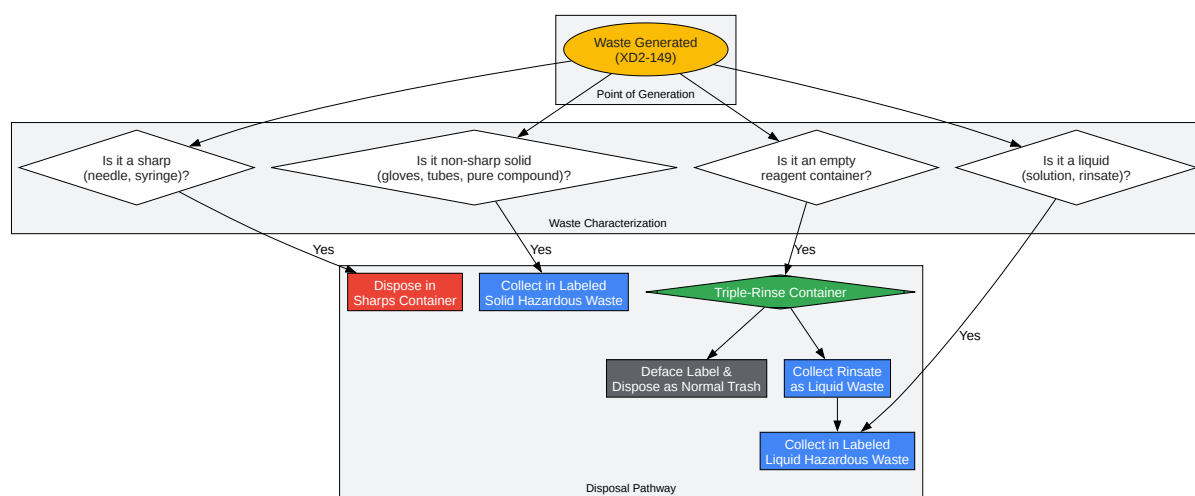 Waste Generated
(XD2-149)
Point of Generation
Is it a sharp
(needle, syringe)?
Is it non-sharp solid
(gloves, tubes, pure compound)?
Is it an empty
reagent container?
Is it a liquid
(solution, rinsate)?
Waste Characterization
Yes
Yes
Yes
Yes
Dispose in
Sharps Container
Collect in Labeled
Solid Hazardous Waste
Triple-Rinse Container
Deface Label &
Dispose as Normal Trash
Collect Rinsate
as Liquid Waste
Collect in Labeled
Liquid Hazardous Waste
Disposal Pathway